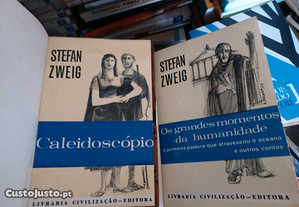 STEFAN
ZWEIG
Caleidoscópio
LIVRARIA CIVILIZAÇÃO-EDITORA
STEFAN
ZWEIG
Os grandes momentos
da humanidade
a primeira palavra que atravessou o oceano
e outros contos
LIVRARIA CIVILIZAÇÃO-EDITORA
CustoJusto.pt